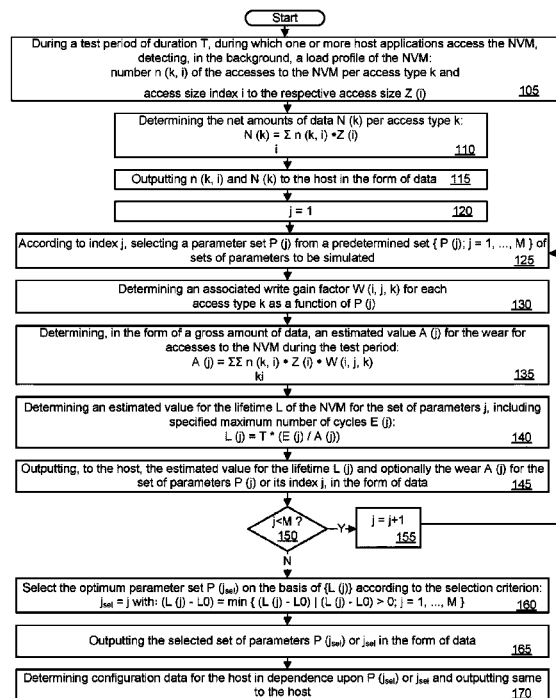 Start
During a test period of duration T, during which one or more host applications access the NVM,
detecting, in the background, a load profile of the NVM:
number n (k, i) of the accesses to the NVM per access type k and
access size index i to the respective access size Z (i)
105
Determining the net amounts of data N (k) per access type k:
N (k) = Σ n (k, i) •Z (i)
i
110
Outputting n (k, i) and N (k) to the host in the form of data 115
j = 1
120
According to index j, selecting a parameter set P (j) from a predetermined set { P (j); j = 1, ..., M } of
sets of parameters to be simulated
125
Determining an associated write gain factor W (i, j, k) for each
access type k as a function of P (j)
130
Determining, in the form of a gross amount of data, an estimated value A (j) for the wear for
accesses to the NVM during the test period:
A (j) = ΣΣ n (k, i) • Z (i) • W (i, j, k)
ki
135
Determining an estimated value for the lifetime L of the NVM for the set of parameters j, including
specified maximum number of cycles E (j):
L (j) = T * (E (j) / A (j))
140
Outputting, to the host, the estimated value for the lifetime L (j) and optionally the wear A (j) for the
set of parameters P (j) or its index j, in the form of data
145
j<M ?
150
Y
j = j+1
155
N
Select the optimum parameter set P (jsel) on the basis of {L (j)} according to the selection criterion:
jsel = j with: (L (j) - L0) = min { (L (j) - L0) | (L (j) - L0) > 0; j = 1, ..., M }
160
Outputting the selected set of parameters P (jsel) or jsel in the form of data
165
Determining configuration data for the host in dependence upon P (jsel) or jsel and outputting same
to the host
170